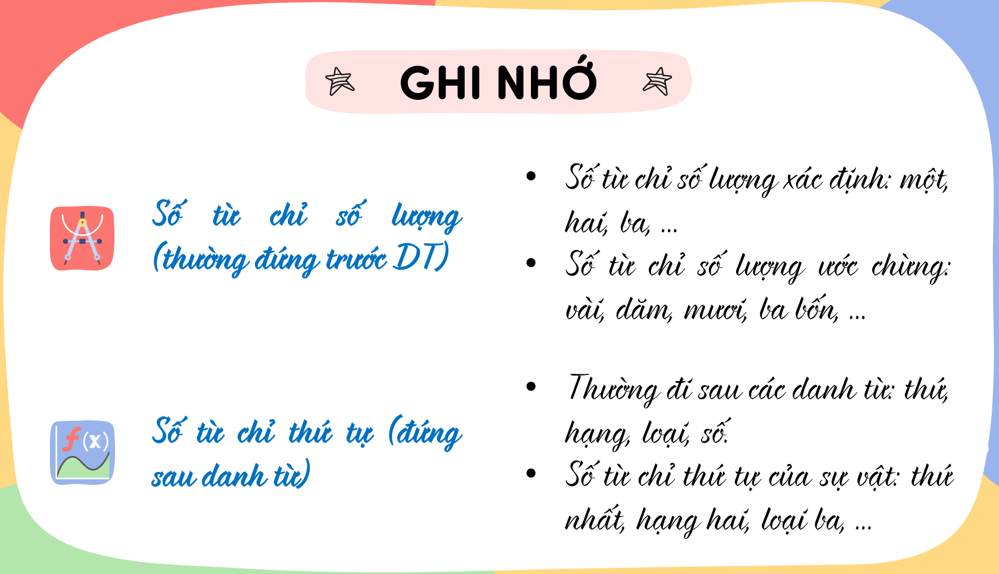 GHI NHỚ
Số từ chỉ số lượng
(thường đứng trước DT)
• Số từ chỉ số lượng xác định: một,
hai, ba, ...
• Số từ chỉ số lượng ước chừng:
vài, dăm, mươi, ba bốn, ...
f(x)
Số từ chỉ thứ tự (đứng
sau danh từ)
• Thường đi sau các danh từ: thứ,
hạng, loại, số.
• Số từ chỉ thứ tự của sự vật: thứ
nhất, hạng hai, loại ba, ...